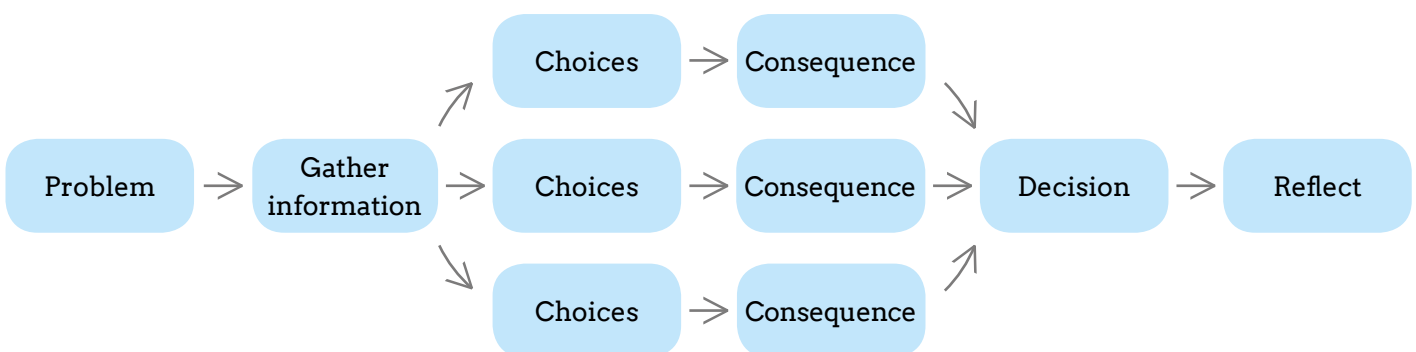 Choices
Consequence
Problem
Gather
information
Choices
Consequence
Decision
Reflect
Choices
Consequence